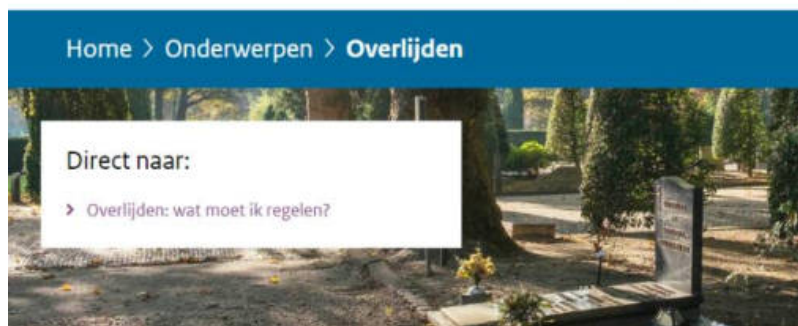 Home > Onderwerpen > Overlijden
Direct naar:
> Overlijden: wat moet ik regelen?